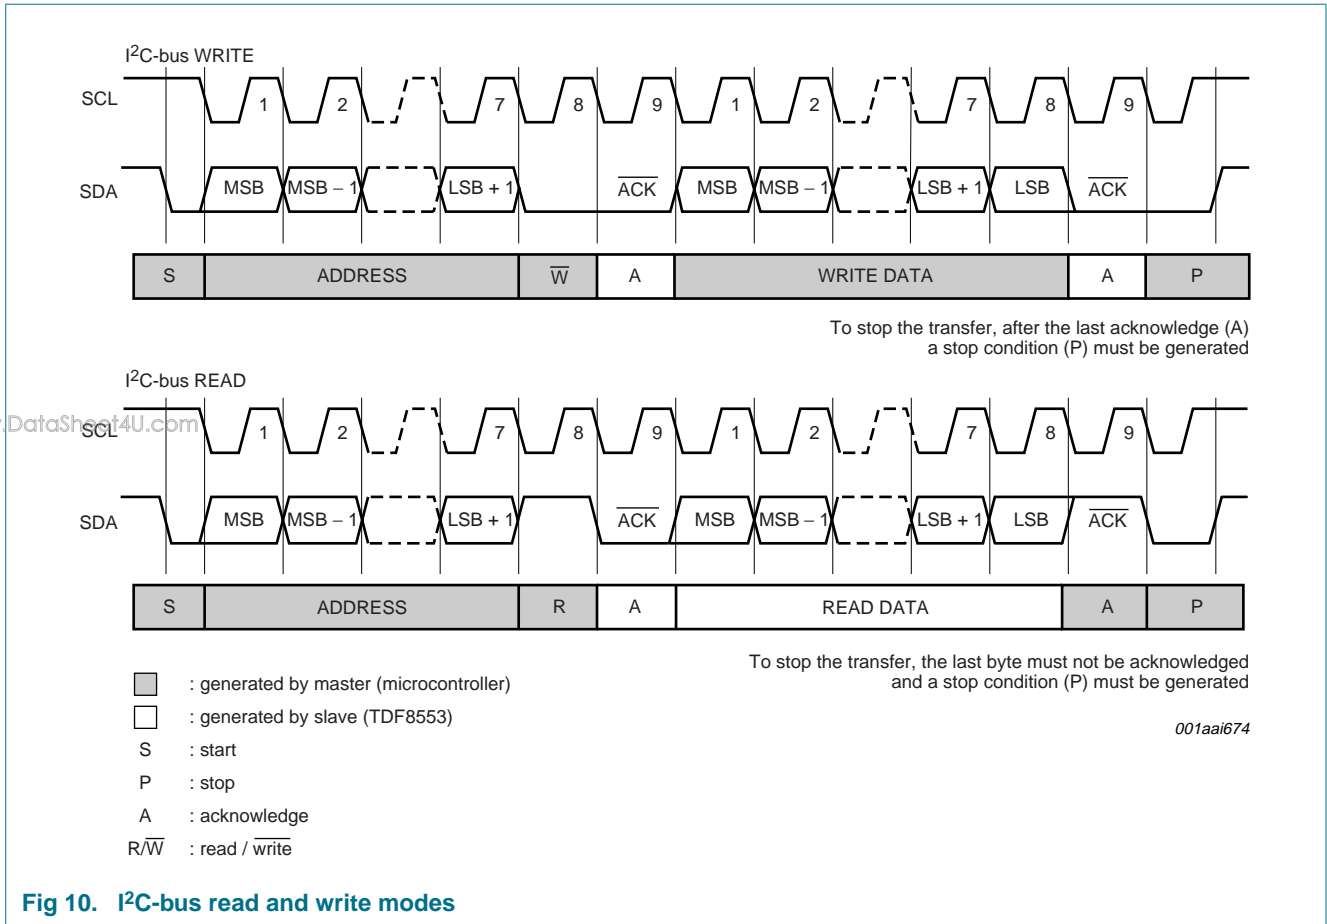 I²C-bus WRITE
SCL 1 2 7 8 9 1 2 7 8 9
SDA MSB MSB − 1 LSB + 1 A̅C̅K̅ MSB MSB − 1 LSB + 1 LSB A̅C̅K̅
S ADDRESS W̅ A WRITE DATA A P
To stop the transfer, after the last acknowledge (A)
a stop condition (P) must be generated
I²C-bus READ
.DataSheet4U.com
SCL 1 2 7 8 9 1 2 7 8 9
SDA MSB MSB − 1 LSB + 1 A̅C̅K̅ MSB MSB − 1 LSB + 1 LSB A̅C̅K̅
S ADDRESS R A READ DATA A P
To stop the transfer, the last byte must not be acknowledged
and a stop condition (P) must be generated
: generated by master (microcontroller)
: generated by slave (TDF8553)
001aai674
S : start
P : stop
A : acknowledge
R/W̅ : read / w̅r̅i̅t̅e̅
Fig 10. I²C-bus read and write modes